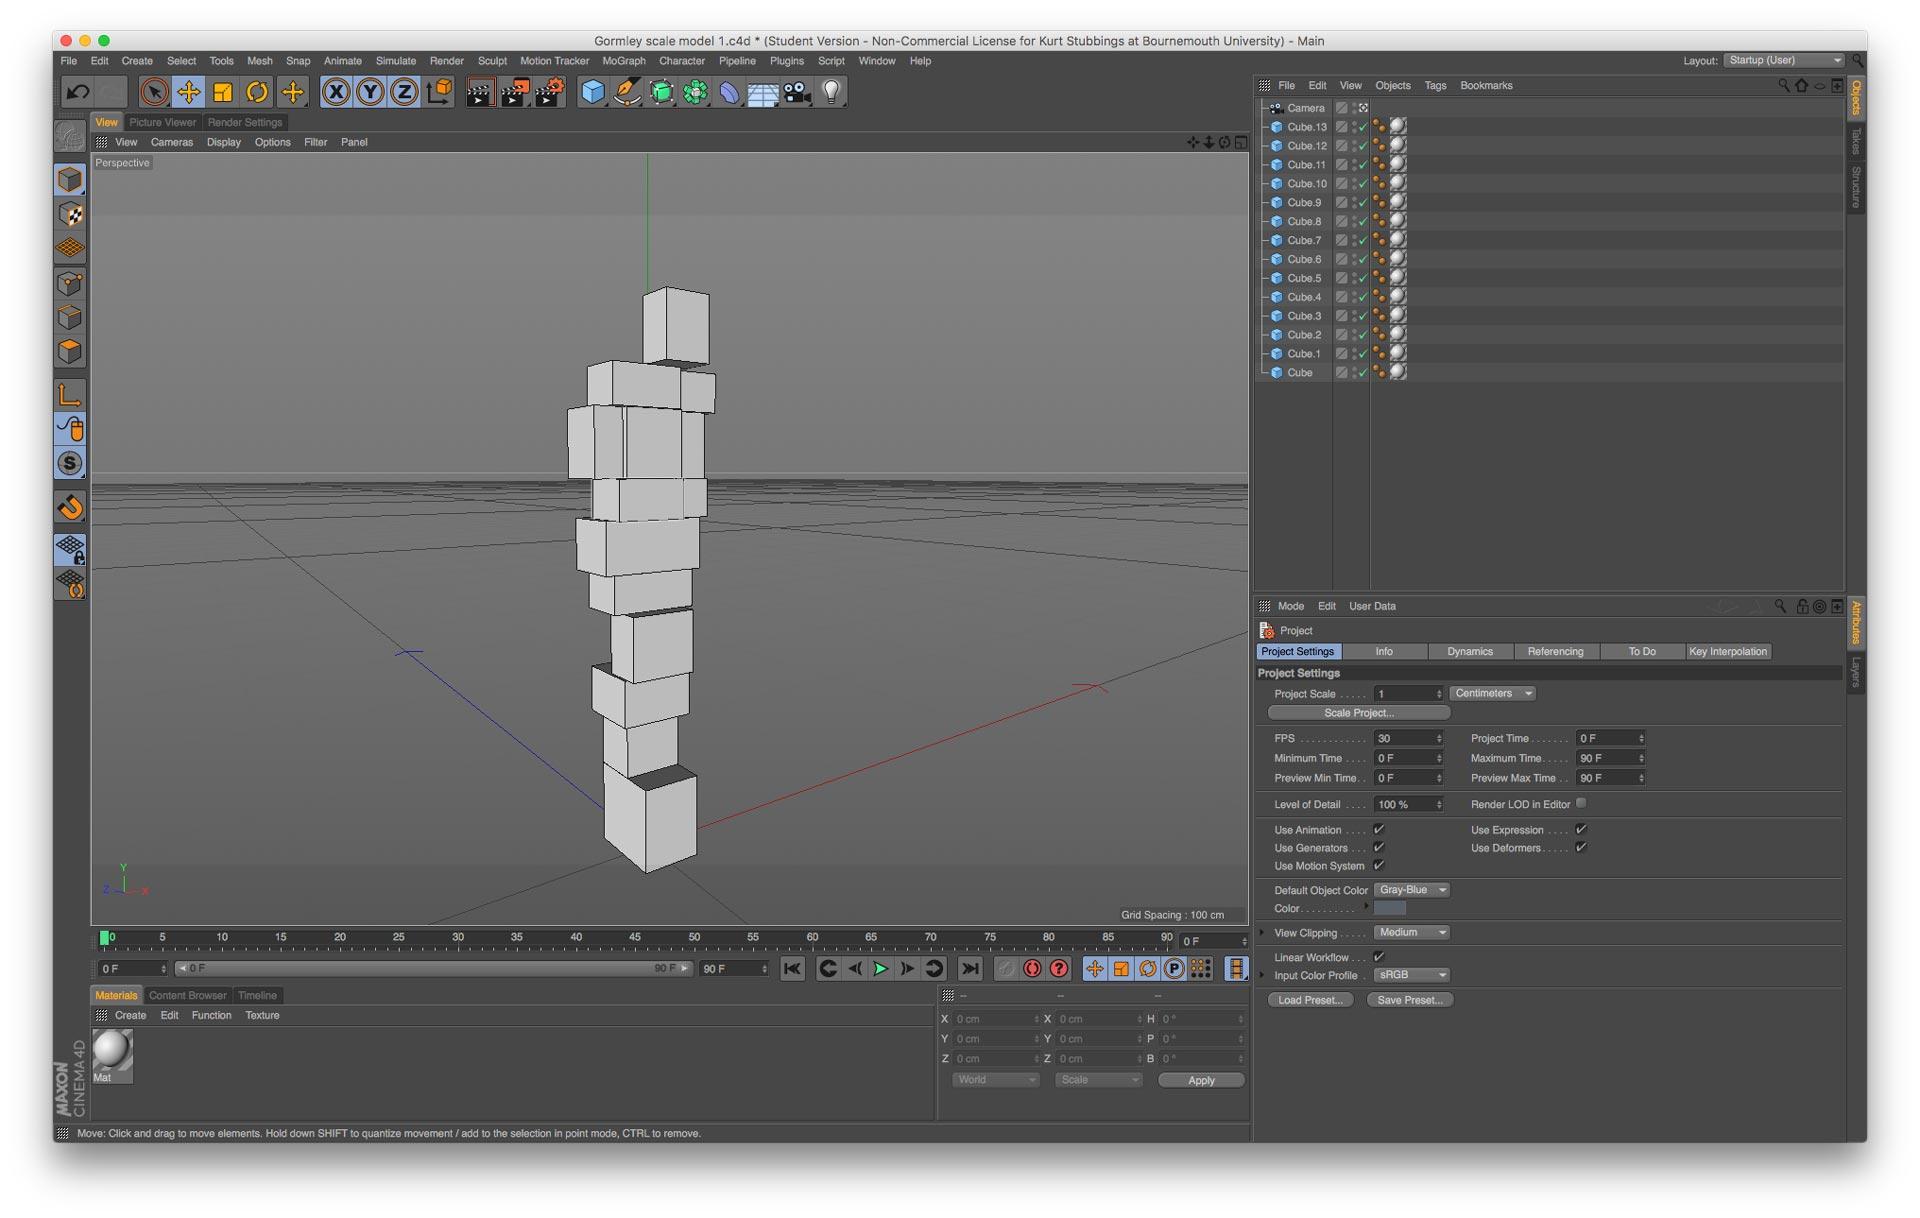 Gormley scale model 1.c4d * (Student Version - Non-Commercial License for Kurt Stubbings at Bournemouth University) - Main
File Edit Create Select Tools Mesh Snap Animate Simulate Render Sculpt Motion Tracker MoGraph Character Pipeline Plugins Script Window Help
Layout: Startup (User)
X Y Z
View Picture Viewer Render Settings
View Cameras Display Options Filter Panel
Perspective
Y
Z X
Grid Spacing : 100 cm
0 5 10 15 20 25 30 35 40 45 50 55 60 65 70 75 80 85 90 0 F
0 F 0 F 90 F 90 F
Materials Content Browser Timeline
Create Edit Function Texture
Mat
MAXON
CINEMA 4D
-- -- --
X 0 cm X 0 cm H 0 °
Y 0 cm Y 0 cm P 0 °
Z 0 cm Z 0 cm B 0 °
World Scale Apply
Move: Click and drag to move elements. Hold down SHIFT to quantize movement / add to the selection in point mode, CTRL to remove.
File Edit View Objects Tags Bookmarks
Camera
Cube.13
Cube.12
Cube.11
Cube.10
Cube.9
Cube.8
Cube.7
Cube.6
Cube.5
Cube.4
Cube.3
Cube.2
Cube.1
Cube
Objects
Takes
Structure
Mode Edit User Data
Project
Project Settings Info Dynamics Referencing To Do Key Interpolation
Project Settings
Project Scale ..... 1 Centimeters
Scale Project...
FPS ............ 30 Project Time ....... 0 F
Minimum Time .... 0 F Maximum Time..... 90 F
Preview Min Time.. 0 F Preview Max Time .. 90 F
Level of Detail .... 100 % Render LOD in Editor
Use Animation .... Use Expression ....
Use Generators ... Use Deformers.....
Use Motion System
Default Object Color Gray-Blue
Color..........
View Clipping ..... Medium
Linear Workflow ...
Input Color Profile . sRGB
Load Preset... Save Preset...
Attributes
Layers